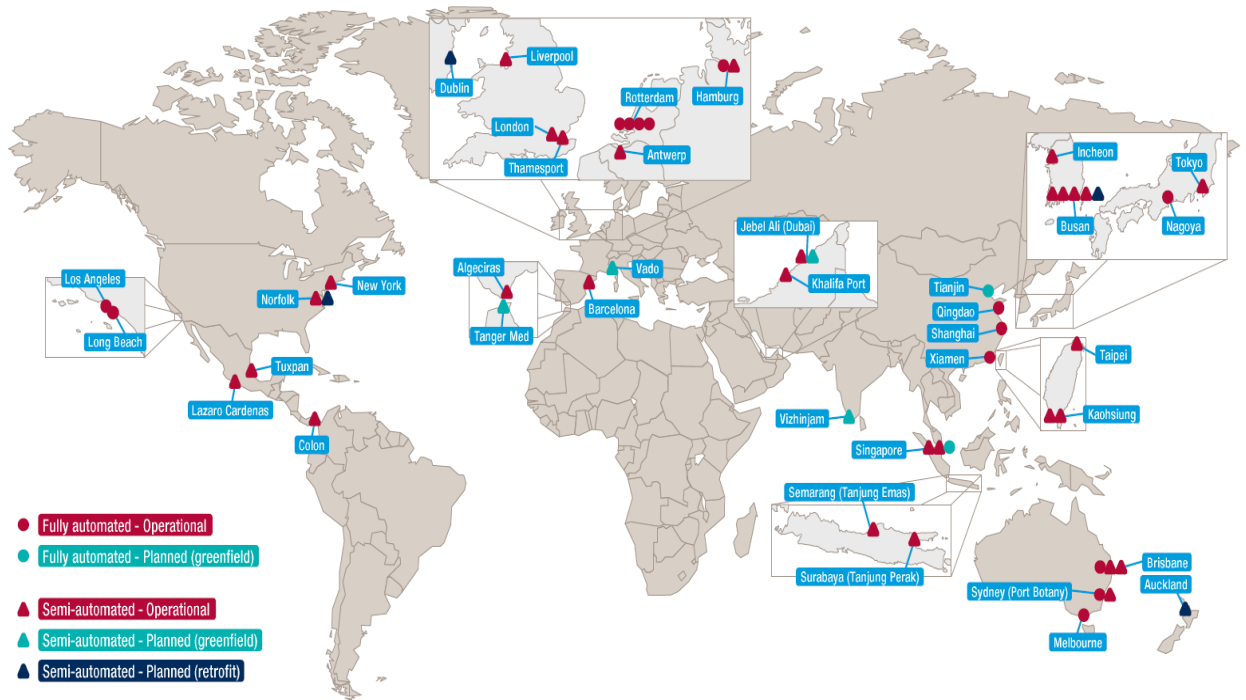 Liverpool
Dublin
Rotterdam
Hamburg
London
Thamesport
Antwerp
Incheon
Tokyo
Busan
Nagoya
Jebel Ali (Dubai)
Khalifa Port
Algeciras
Vado
Barcelona
Tanger Med
Los Angeles
Long Beach
New York
Norfolk
Tianjin
Qingdao
Shanghai
Xiamen
Taipei
Kaohsiung
Tuxpan
Lazaro Cardenas
Colon
Vizhinjam
Singapore
Semarang (Tanjung Emas)
Surabaya (Tanjung Perak)
Brisbane
Auckland
Sydney (Port Botany)
Melbourne
Fully automated - Operational
Fully automated - Planned (greenfield)
Semi-automated - Operational
Semi-automated - Planned (greenfield)
Semi-automated - Planned (retrofit)